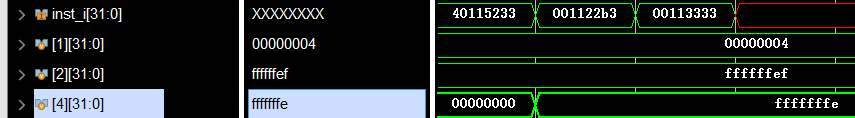 inst_i[31:0] XXXXXXXX 40115233 001122b3 00113333
[1][31:0] 00000004 00000004
[2][31:0] ffffffef ffffffef
[4][31:0] fffffffe 00000000 fffffffe